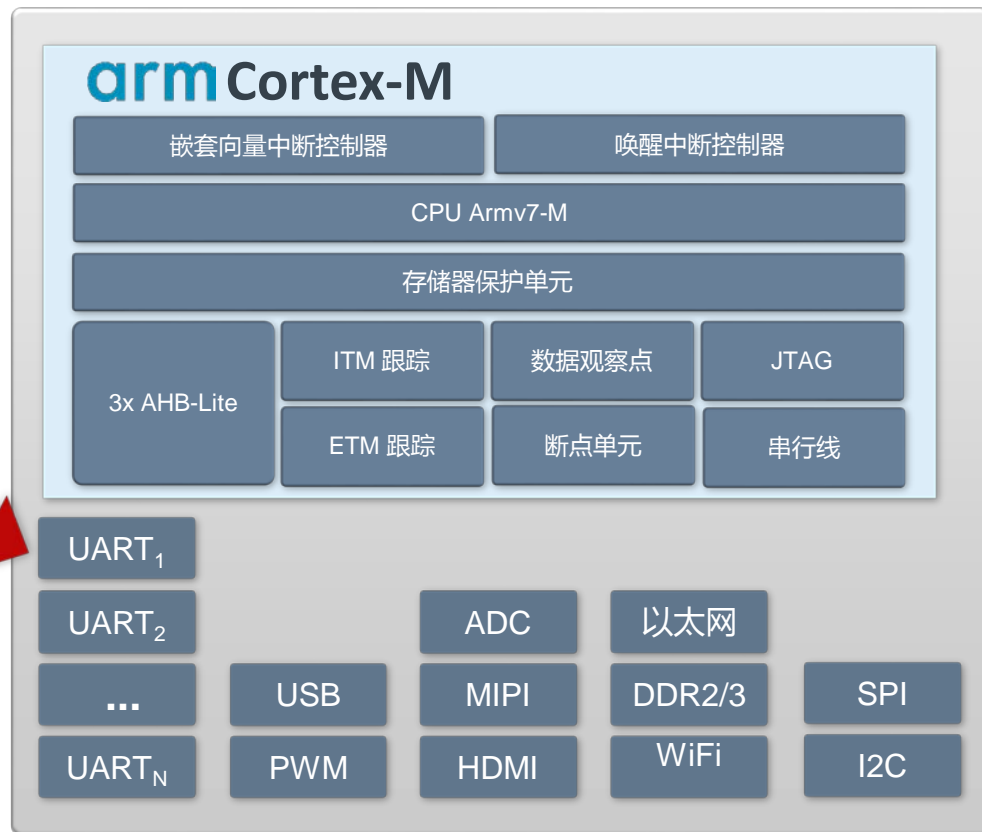 arm Cortex-M
嵌套向量中断控制器
唤醒中断控制器
CPU Armv7-M
存储器保护单元
3x AHB-Lite
ITM 跟踪
数据观察点
JTAG
ETM 跟踪
断点单元
串行线
UART1
UART2
ADC
以太网
...
USB
MIPI
DDR2/3
SPI
UARTN
PWM
HDMI
WiFi
I2C